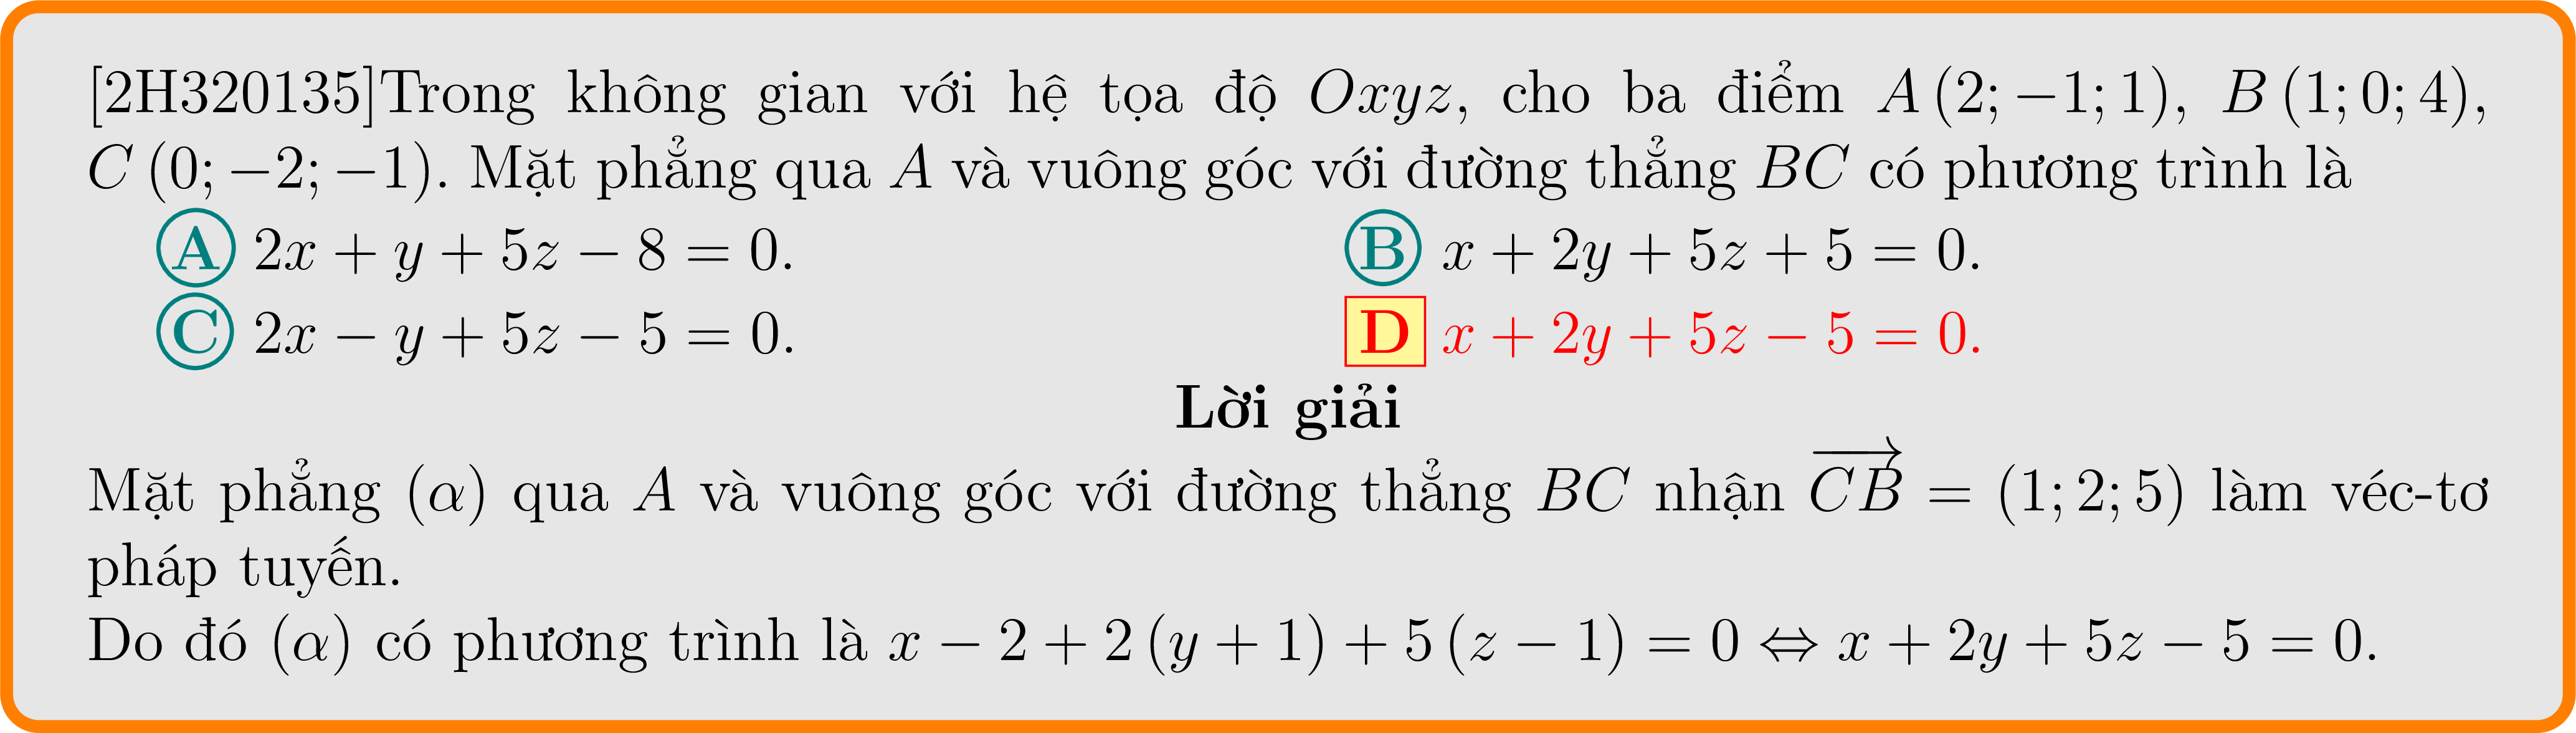 [2H320135]Trong không gian với hệ tọa độ Oxyz, cho ba điểm A (2; −1; 1), B (1; 0; 4),
C (0; −2; −1). Mặt phẳng qua A và vuông góc với đường thẳng BC có phương trình là
A 2x + y + 5z − 8 = 0. B x + 2y + 5z + 5 = 0.
C 2x − y + 5z − 5 = 0. D x + 2y + 5z − 5 = 0.
Lời giải
Mặt phẳng (α) qua A và vuông góc với đường thẳng BC nhận \overrightarrow{CB} = (1; 2; 5) làm véc-tơ
pháp tuyến.
Do đó (α) có phương trình là x − 2 + 2 (y + 1) + 5 (z − 1) = 0 ⇔ x + 2y + 5z − 5 = 0.